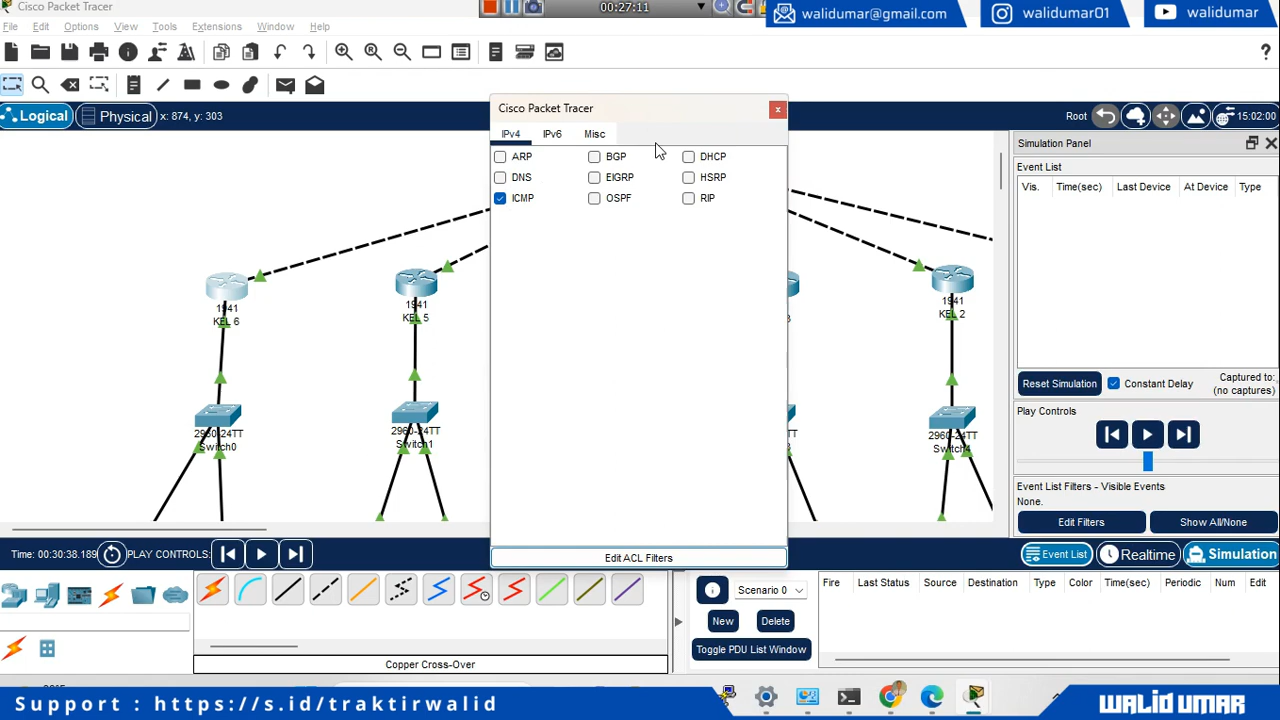 Cisco Packet Tracer
00:27:11
walidumar@gmail.com
walidumar01
walidumar
File Edit Options View Tools Extensions Window Help
?
Logical Physical x: 874, y: 303
Root 15:02:00
Cisco Packet Tracer
x
IPv4 IPv6 Misc
ARP BGP DHCP
DNS EIGRP HSRP
ICMP OSPF RIP
Edit ACL Filters
1941
KEL 6
1941
KEL 5
1941
KEL 2
2960-24TT
Switch0
2960-24TT
Switch1
2960-24TT
Switch4
Simulation Panel
Event List
Vis. Time(sec) Last Device At Device Type
Reset Simulation Constant Delay Captured to:
(no captures)
Play Controls
Event List Filters - Visible Events
None.
Edit Filters Show All/None
Time: 00:30:38.189 PLAY CONTROLS:
Event List Realtime Simulation
Scenario 0
New Delete
Toggle PDU List Window
Fire Last Status Source Destination Type Color Time(sec) Periodic Num Edit
Copper Cross-Over
Support : https://s.id/traktirwalid
WALID UMAR